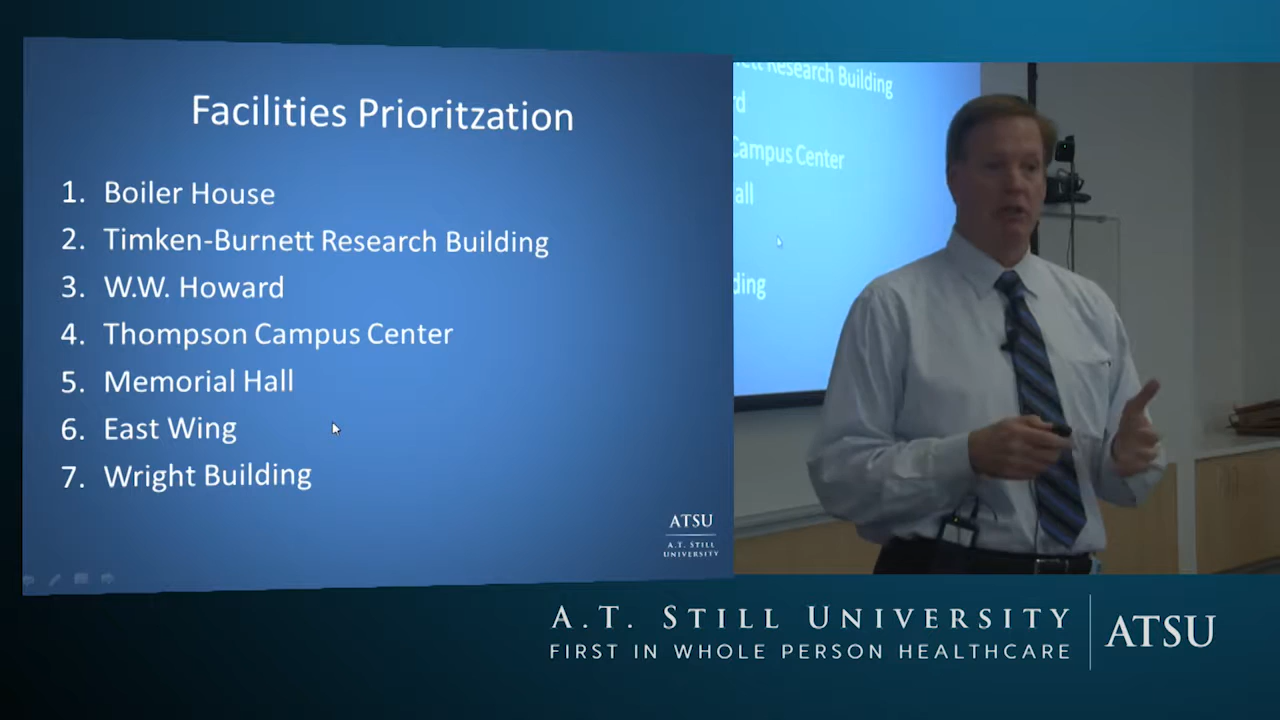 Facilities Prioritzation
1. Boiler House
2. Timken-Burnett Research Building
3. W.W. Howard
4. Thompson Campus Center
5. Memorial Hall
6. East Wing
7. Wright Building
ATSU
A.T. STILL
UNIVERSITY
Research Building
Campus Center
A.T. STILL UNIVERSITY
FIRST IN WHOLE PERSON HEALTHCARE
ATSU